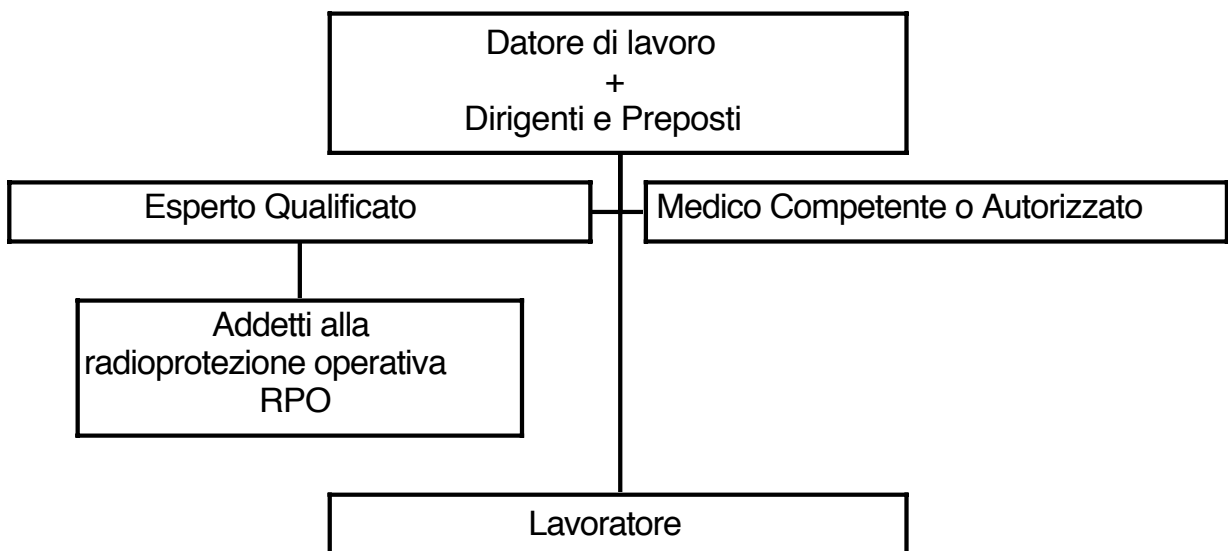 Datore di lavoro
+
Dirigenti e Preposti
Esperto Qualificato
Medico Competente o Autorizzato
Addetti alla
radioprotezione operativa
RPO
Lavoratore